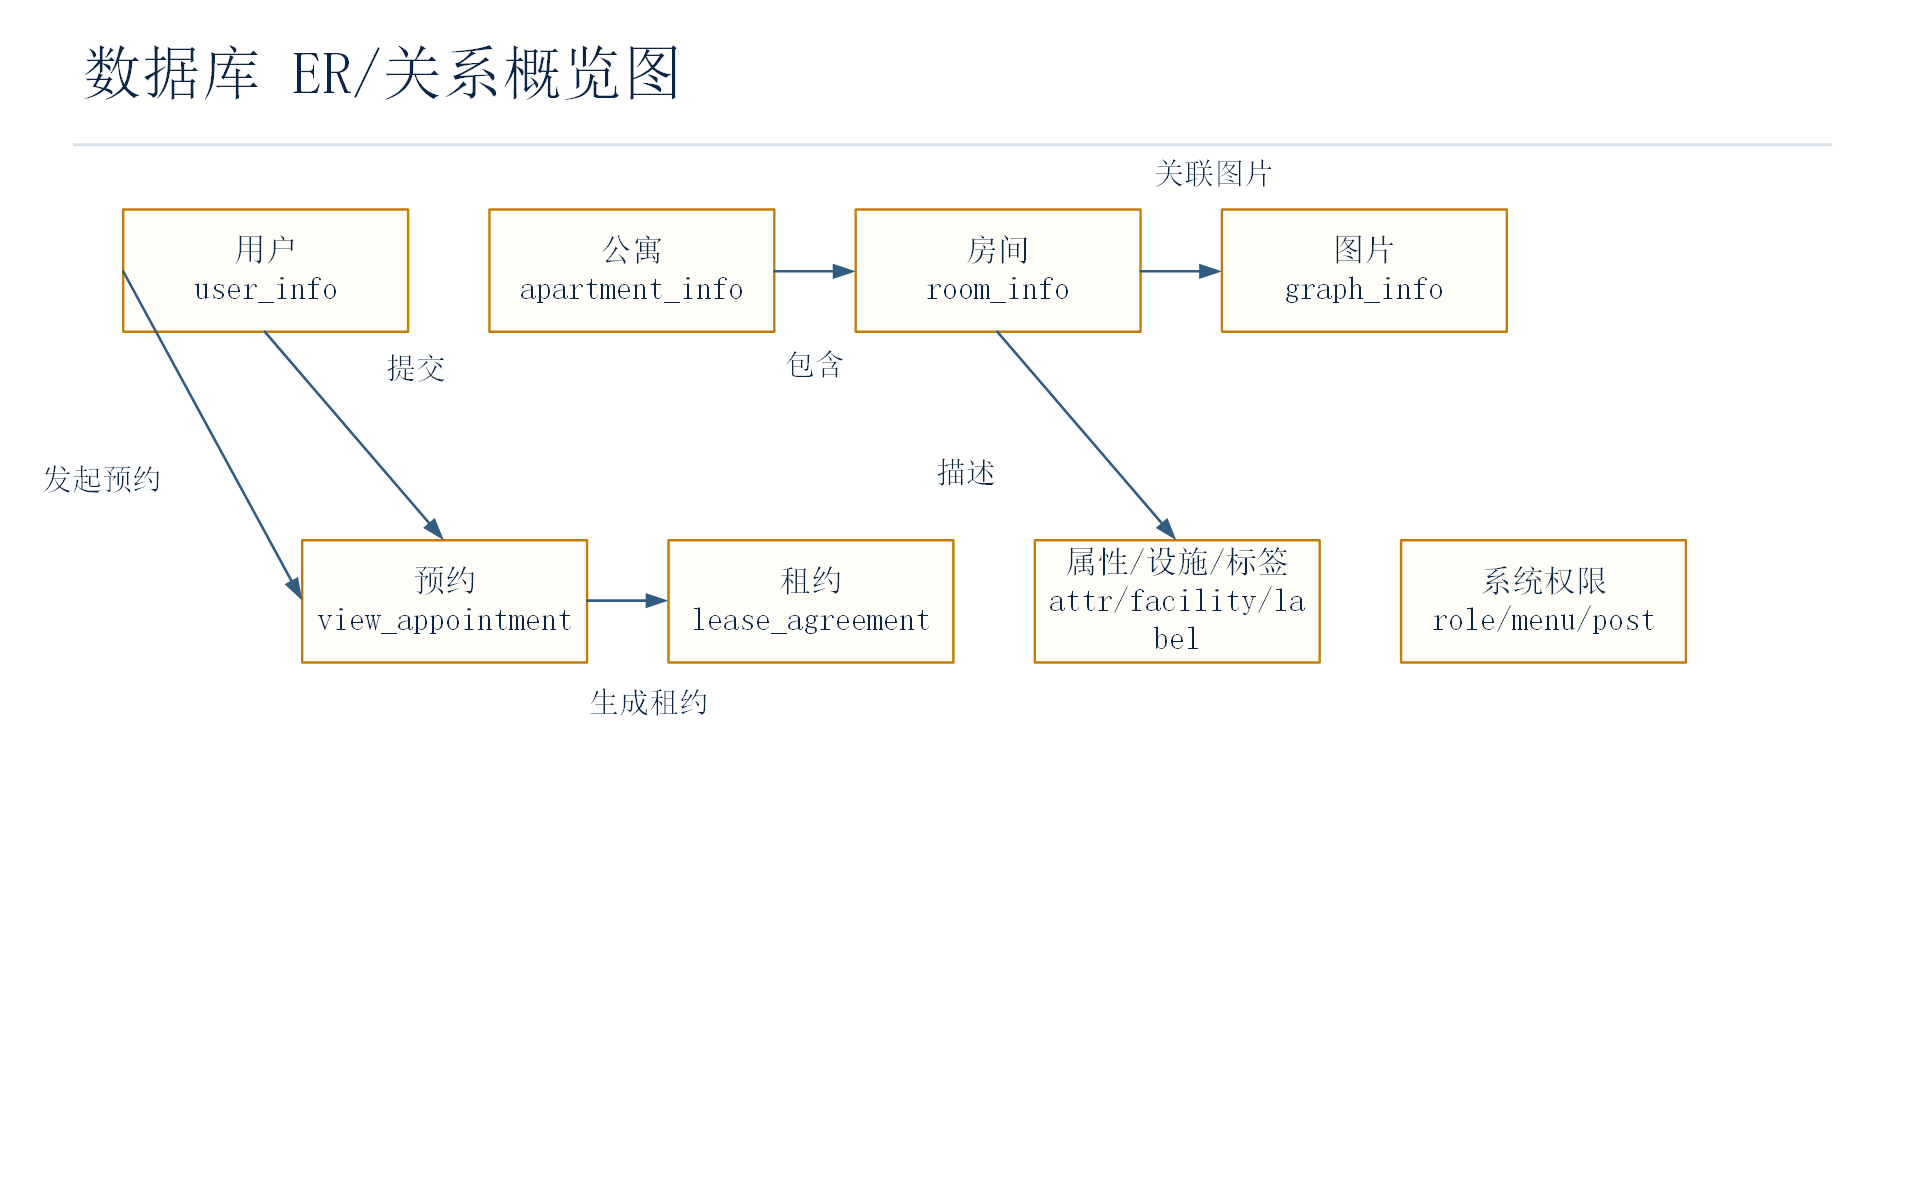 数据库 ER/关系概览图
关联图片
用户
user_info
公寓
apartment_info
房间
room_info
图片
graph_info
提交
包含
发起预约
描述
预约
view_appointment
租约
lease_agreement
属性/设施/标签
attr/facility/la
bel
系统权限
role/menu/post
生成租约